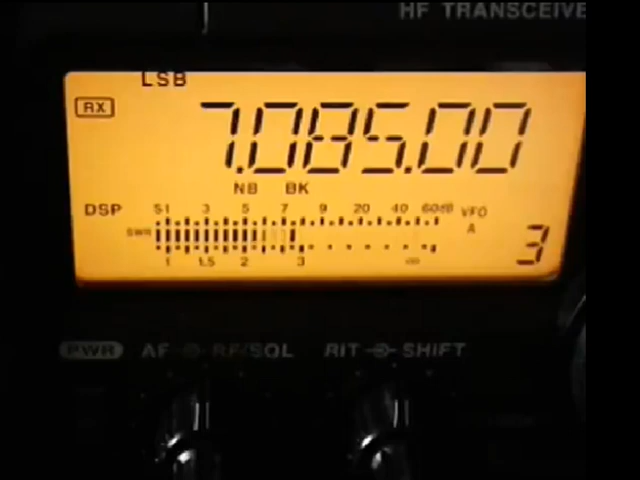 HF TRANSCEIVE
LSB
RX
7.085.00
NB BK
DSP S1 3 5 7 9 20 40 60dB VFO
SWR A
3
1 1.5 2 3 ∞
PWR AF RF/SQL RIT SHIFT